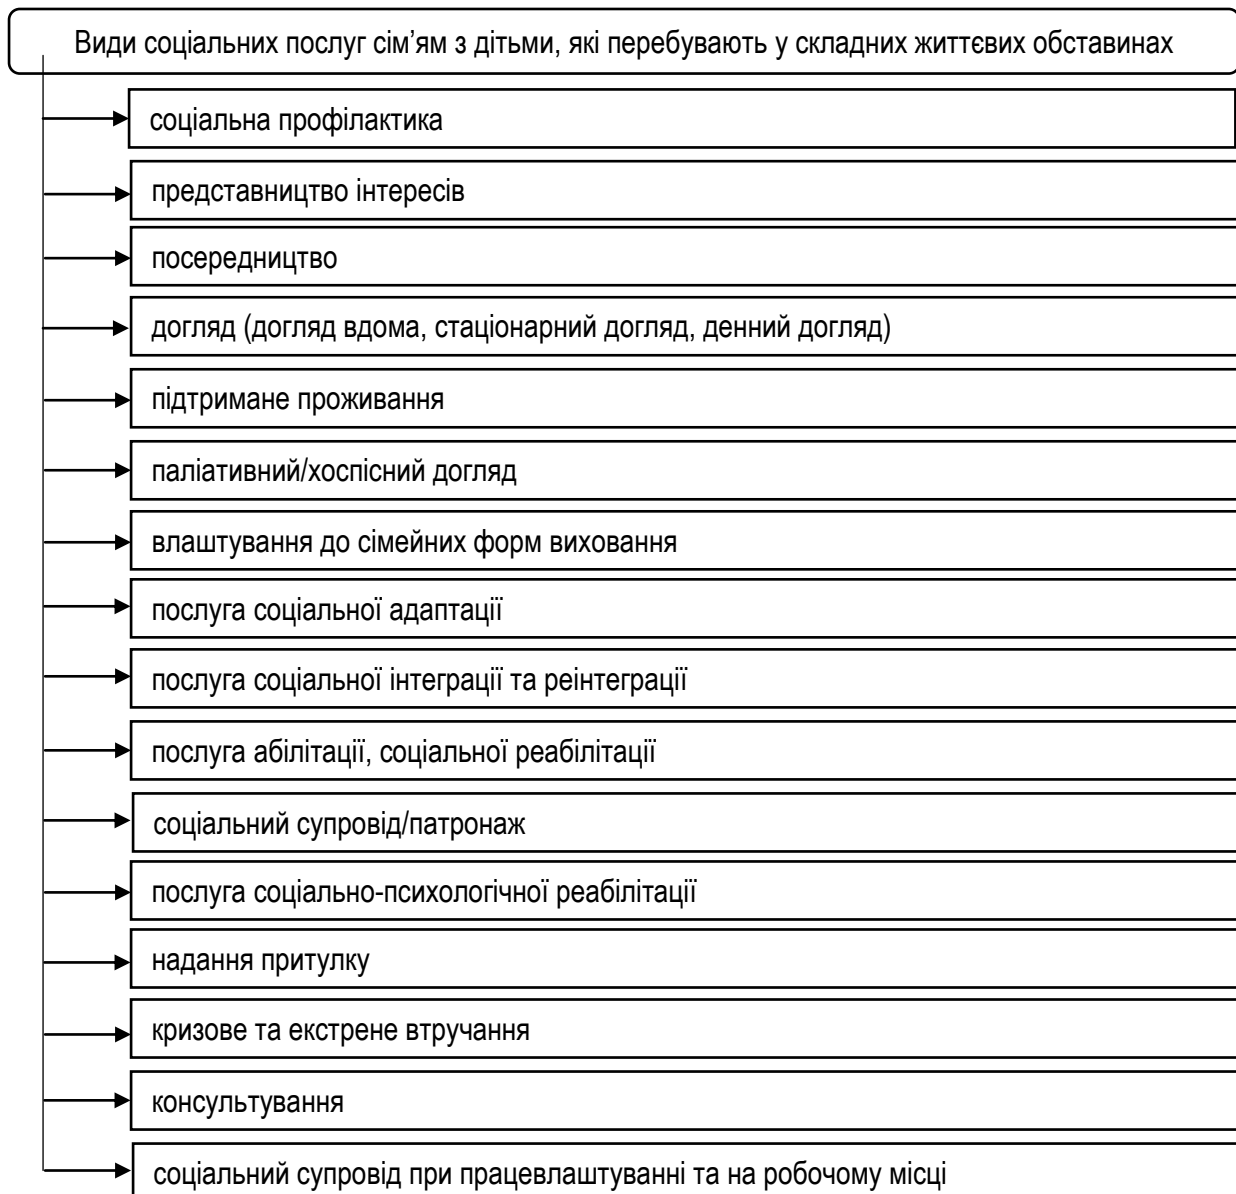 Види соціальних послуг сім’ям з дітьми, які перебувають у складних життєвих обставинах
соціальна профілактика
представництво інтересів
посередництво
догляд (догляд вдома, стаціонарний догляд, денний догляд)
підтримане проживання
паліативний/хоспісний догляд
влаштування до сімейних форм виховання
послуга соціальної адаптації
послуга соціальної інтеграції та реінтеграції
послуга абілітації, соціальної реабілітації
соціальний супровід/патронаж
послуга соціально-психологічної реабілітації
надання притулку
кризове та екстрене втручання
консультування
соціальний супровід при працевлаштуванні та на робочому місці